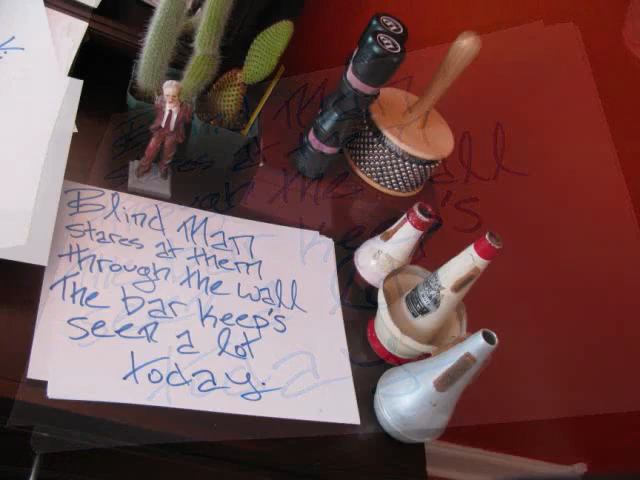 Blind Man
stares at them
through the wall
The bar keep's
seen a lot
today.